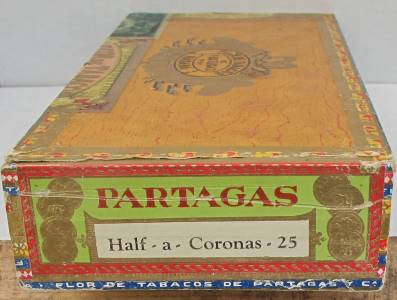 PARTAGAS
Half - a - Coronas - 25
FLOR DE TABACOS DE PARTAGAS Y C